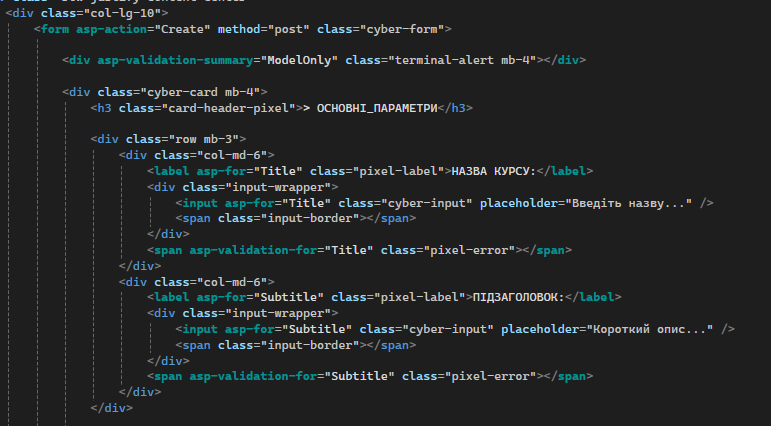 <div class="col-lg-10">
<form asp-action="Create" method="post" class="cyber-form">
<div asp-validation-summary="ModelOnly" class="terminal-alert mb-4"></div>
<div class="cyber-card mb-4">
<h3 class="card-header-pixel">> ОСНОВНІ_ПАРАМЕТРИ</h3>
<div class="row mb-3">
<div class="col-md-6">
<label asp-for="Title" class="pixel-label">НАЗВА КУРСУ:</label>
<div class="input-wrapper">
<input asp-for="Title" class="cyber-input" placeholder="Введіть назву..." />
<span class="input-border"></span>
</div>
<span asp-validation-for="Title" class="pixel-error"></span>
</div>
<div class="col-md-6">
<label asp-for="Subtitle" class="pixel-label">ПІДЗАГОЛОВОК:</label>
<div class="input-wrapper">
<input asp-for="Subtitle" class="cyber-input" placeholder="Короткий опис..." />
<span class="input-border"></span>
</div>
<span asp-validation-for="Subtitle" class="pixel-error"></span>
</div>
</div>